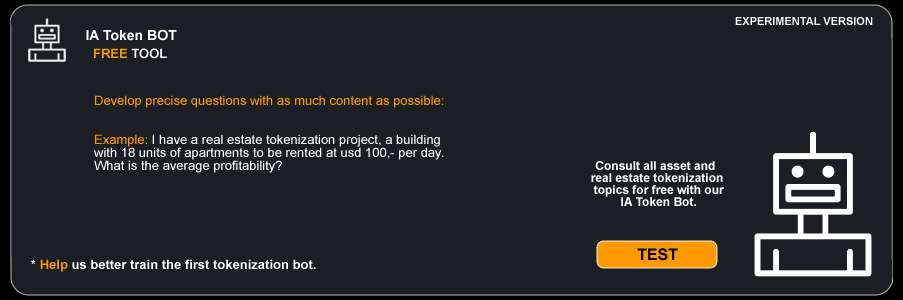 EXPERIMENTAL VERSION
IA Token BOT
FREE TOOL
Develop precise questions with as much content as possible:
Example: I have a real estate tokenization project, a building
with 18 units of apartments to be rented at usd 100,- per day.
What is the average profitability?
Consult all asset and
real estate tokenization
topics for free with our
IA Token Bot.
TEST
* Help us better train the first tokenization bot.